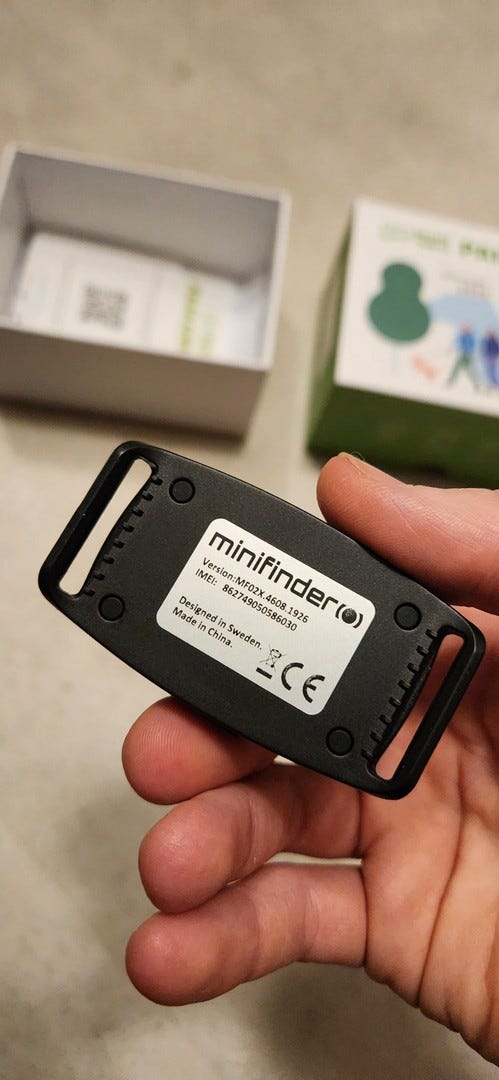 minifinder
Version:MF02X.4608.1926
IMEI: 862749050586030
Designed in Sweden.
Made in China.
CE